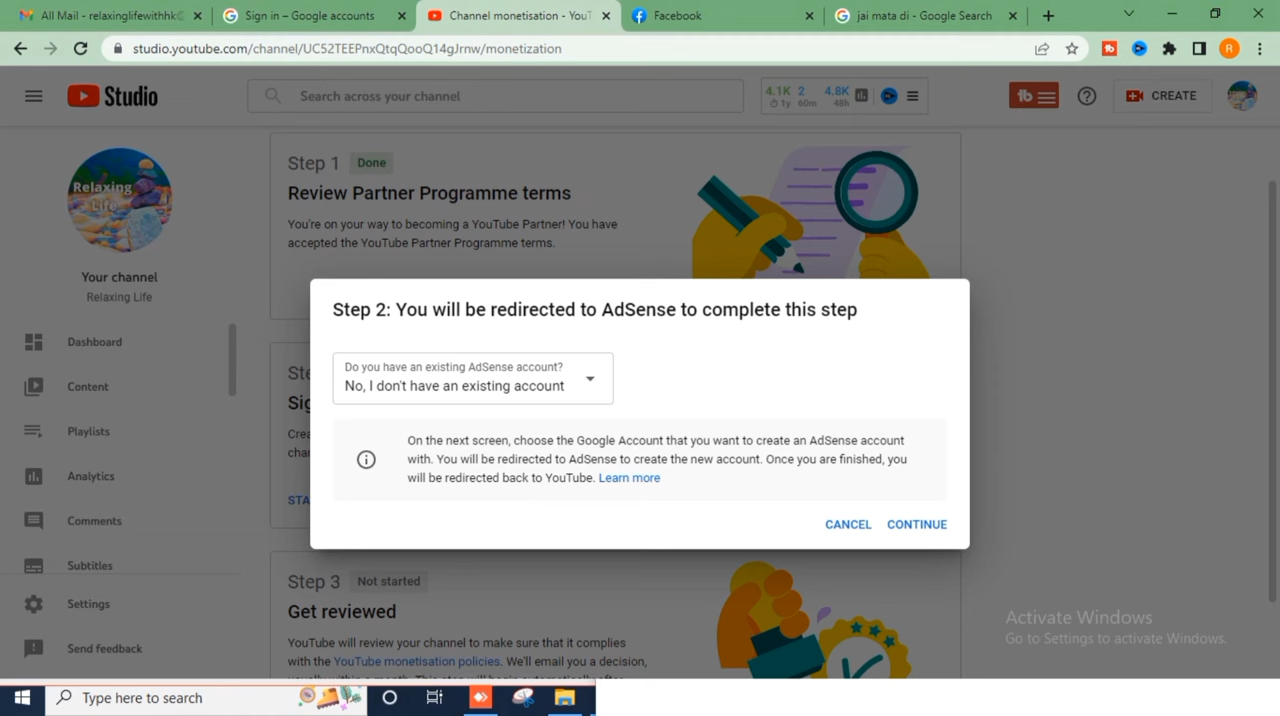 All Mail - relaxinglifewithhk@
Sign in – Google accounts
Channel monetisation - YouT
Facebook
jai mata di - Google Search
studio.youtube.com/channel/UC52TEEPnxQtqQooQ14gJrnw/monetization
R
Studio
Search across your channel
4.1K 2 4.8K
1y 60m 48h
CREATE
Relaxing
Life
Your channel
Relaxing Life
Dashboard
Content
Playlists
Analytics
Comments
Subtitles
Settings
Send feedback
Step 1 Done
Review Partner Programme terms
You're on your way to becoming a YouTube Partner! You have
accepted the YouTube Partner Programme terms.
Step 2: You will be redirected to AdSense to complete this step
Do you have an existing AdSense account?
No, I don't have an existing account
On the next screen, choose the Google Account that you want to create an AdSense account
with. You will be redirected to AdSense to create the new account. Once you are finished, you
will be redirected back to YouTube. Learn more
CANCEL CONTINUE
Step 3 Not started
Get reviewed
YouTube will review your channel to make sure that it complies
with the YouTube monetisation policies. We'll email you a decision,
Activate Windows
Go to Settings to activate Windows.
Type here to search